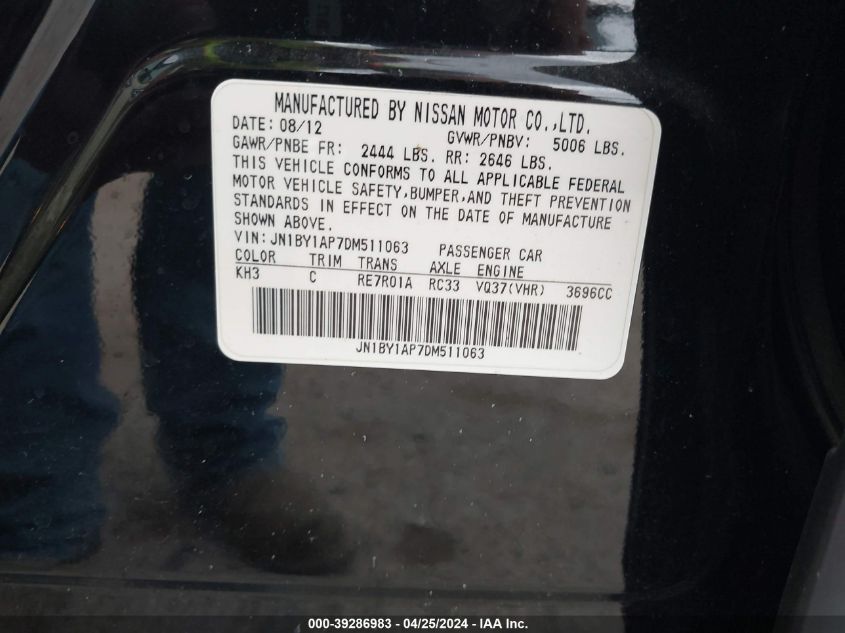 MANUFACTURED BY NISSAN MOTOR CO.,LTD.
DATE: 08/12 GVWR/PNBV: 5006 LBS.
GAWR/PNBE FR: 2444 LBS. RR: 2646 LBS.
THIS VEHICLE CONFORMS TO ALL APPLICABLE FEDERAL
MOTOR VEHICLE SAFETY,BUMPER,AND THEFT PREVENTION
STANDARDS IN EFFECT ON THE DATE OF MANUFACTURE
SHOWN ABOVE.
VIN:JN1BY1AP7DM511063 PASSENGER CAR
COLOR TRIM TRANS AXLE ENGINE
KH3 C RE7R01A RC33 VQ37(VHR) 3696CC
JN1BY1AP7DM511063
000-39286983 - 04/25/2024 - IAA Inc.